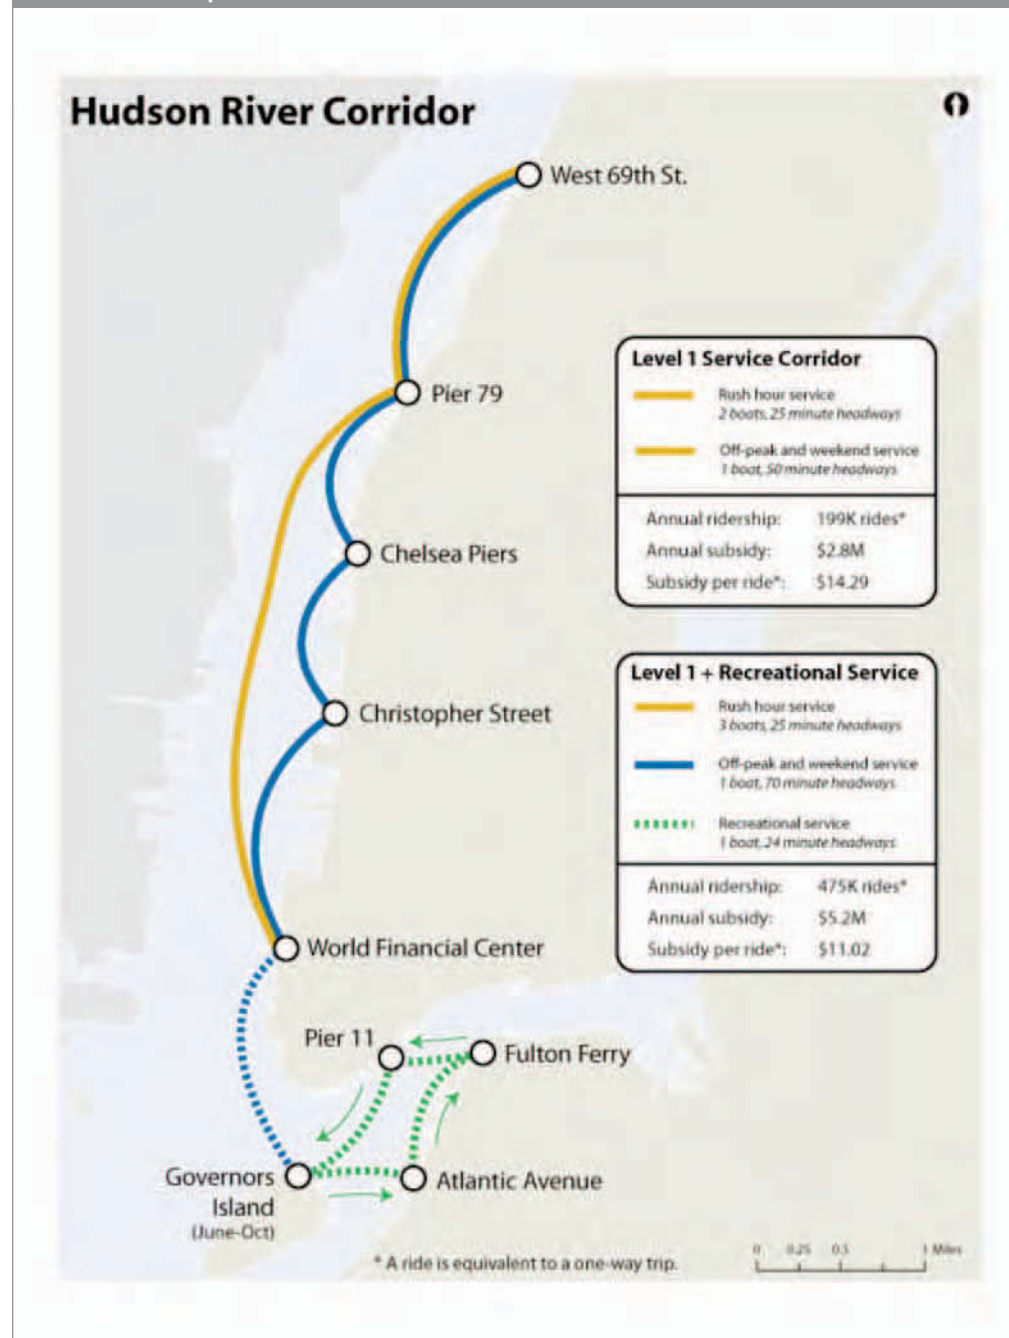 Hudson River Corridor
West 69th St.
Pier 79
Chelsea Piers
Christopher Street
World Financial Center
Pier 11
Fulton Ferry
Governors
Island
(June-Oct)
Atlantic Avenue
Level 1 Service Corridor
Rush hour service
2 boats, 25 minute headways
Off-peak and weekend service
1 boat, 50 minute headways
Annual ridership: 199K rides*
Annual subsidy: $2.8M
Subsidy per ride*: $14.29
Level 1 + Recreational Service
Rush hour service
3 boats, 25 minute headways
Off-peak and weekend service
1 boat, 70 minute headways
Recreational service
1 boat, 24 minute headways
Annual ridership: 475K rides*
Annual subsidy: $5.2M
Subsidy per ride*: $11.02
* A ride is equivalent to a one-way trip.
0 0.25 0.5 1 Miles